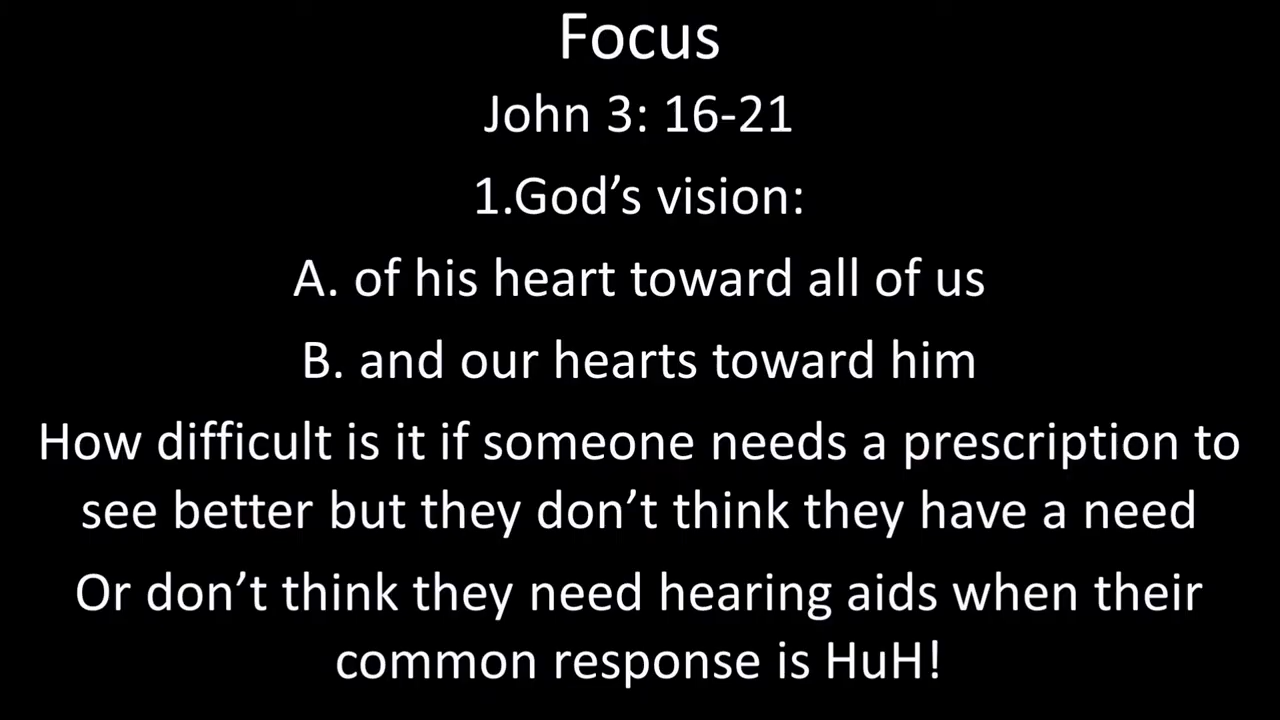 Focus
John 3: 16-21
1.God’s vision:
A. of his heart toward all of us
B. and our hearts toward him
How difficult is it if someone needs a prescription to
see better but they don’t think they have a need
Or don’t think they need hearing aids when their
common response is HuH!